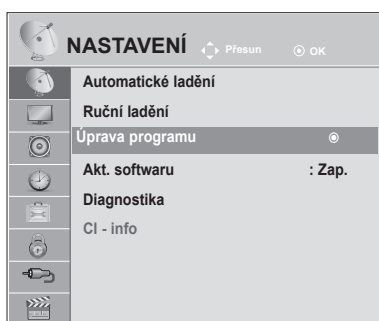 NASTAVENÍ Přesun OK
Automatické ladění
Ruční ladění
Úprava programu
Akt. softwaru : Zap.
Diagnostika
CI - info